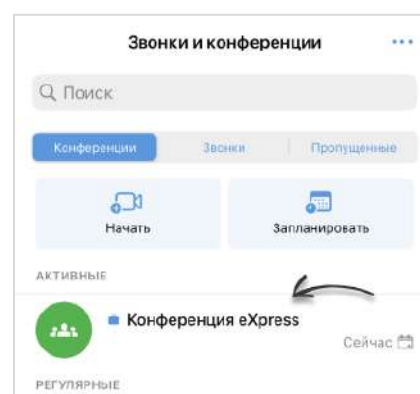 Звонки и конференции
Поиск
Конференции Звонки Пропущенные
Начать Запланировать
АКТИВНЫЕ
Конференция eXpress
Сейчас
РЕГУЛЯРНЫЕ